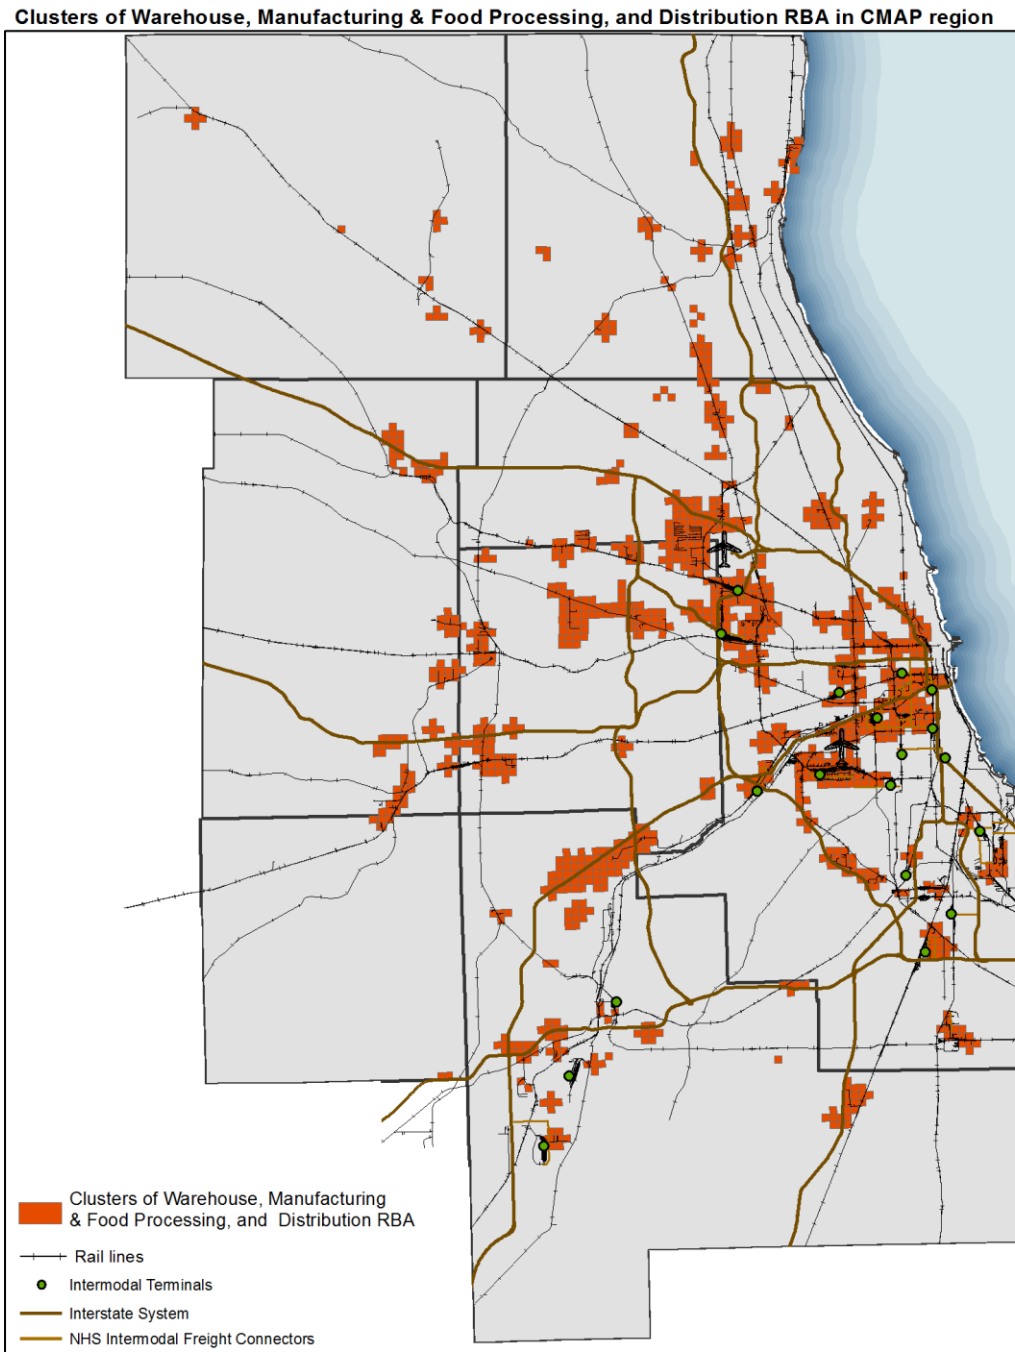 Clusters of Warehouse, Manufacturing & Food Processing, and Distribution RBA in CMAP region
Clusters of Warehouse, Manufacturing
& Food Processing, and Distribution RBA
Rail lines
Intermodal Terminals
Interstate System
NHS Intermodal Freight Connectors